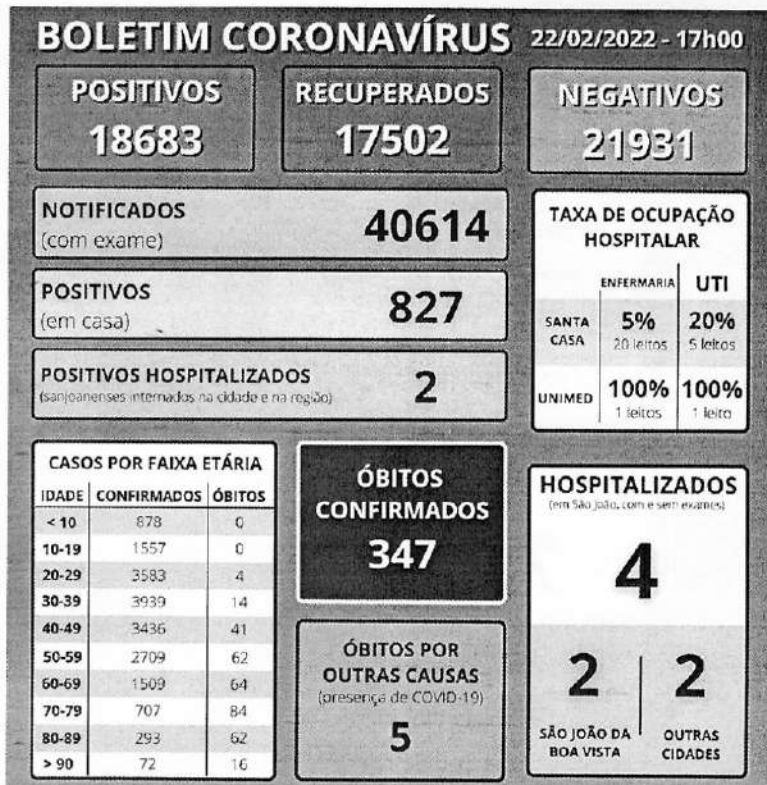 BOLETIM CORONAVÍRUS 22/02/2022 - 17h00
POSITIVOS
18683
RECUPERADOS
17502
NEGATIVOS
21931
NOTIFICADOS
(com exame)
40614
POSITIVOS
(em casa)
827
POSITIVOS HOSPITALIZADOS
(sanjoanenses internados na cidade e na região)
2
TAXA DE OCUPAÇÃO
HOSPITALAR
ENFERMARIA UTI
SANTA
CASA
5% 20%
20 leitos 5 leitos
UNIMED
100% 100%
1 leitos 1 leito
CASOS POR FAIXA ETÁRIA
IDADE CONFIRMADOS ÓBITOS
< 10 878 0
10-19 1557 0
20-29 3583 4
30-39 3939 14
40-49 3436 41
50-59 2709 62
60-69 1509 64
70-79 707 84
80-89 293 62
> 90 72 16
ÓBITOS
CONFIRMADOS
347
ÓBITOS POR
OUTRAS CAUSAS
(presença de COVID-19)
5
HOSPITALIZADOS
(em São João, com e sem exames)
4
2 2
SÃO JOÃO DA
BOA VISTA
OUTRAS
CIDADES